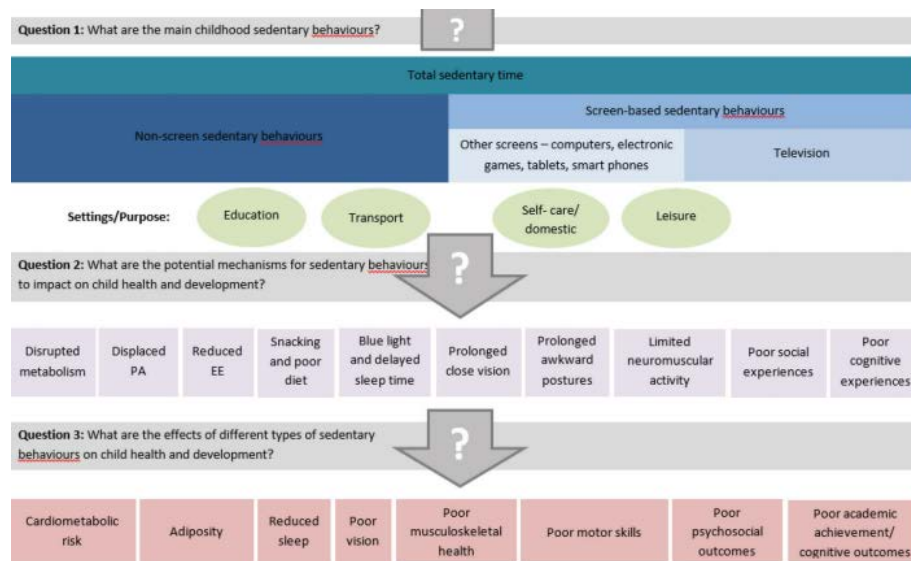 Question 1: What are the main childhood sedentary behaviours?
?
Total sedentary time
Non-screen sedentary behaviours
Screen-based sedentary behaviours
Other screens – computers, electronic
games, tablets, smart phones
Television
Settings/Purpose:
Education
Transport
Self- care/
domestic
Leisure
Question 2: What are the potential mechanisms for sedentary behaviours
to impact on child health and development?
?
Disrupted
metabolism
Displaced
PA
Reduced
EE
Snacking
and poor
diet
Blue light
and delayed
sleep time
Prolonged
close vision
Prolonged
awkward
postures
Limited
neuromuscular
activity
Poor social
experiences
Poor
cognitive
experiences
Question 3: What are the effects of different types of sedentary
behaviours on child health and development?
?
Cardiometabolic
risk
Adiposity
Reduced
sleep
Poor
vision
Poor
musculoskeletal
health
Poor motor skills
Poor
psychosocial
outcomes
Poor academic
achievement/
cognitive outcomes